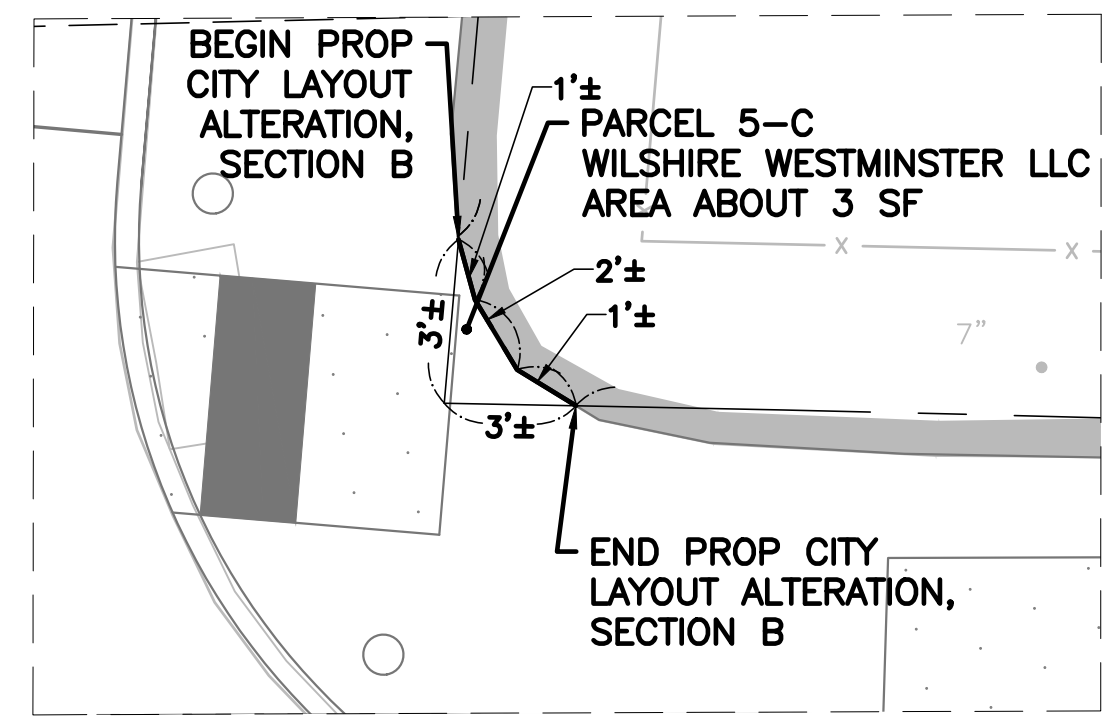 BEGIN PROP
CITY LAYOUT
ALTERATION,
SECTION B
1'±
PARCEL 5-C
WILSHIRE WESTMINSTER LLC
AREA ABOUT 3 SF
X
X
2'±
1'±
3'±
7"
3'±
END PROP CITY
LAYOUT ALTERATION,
SECTION B